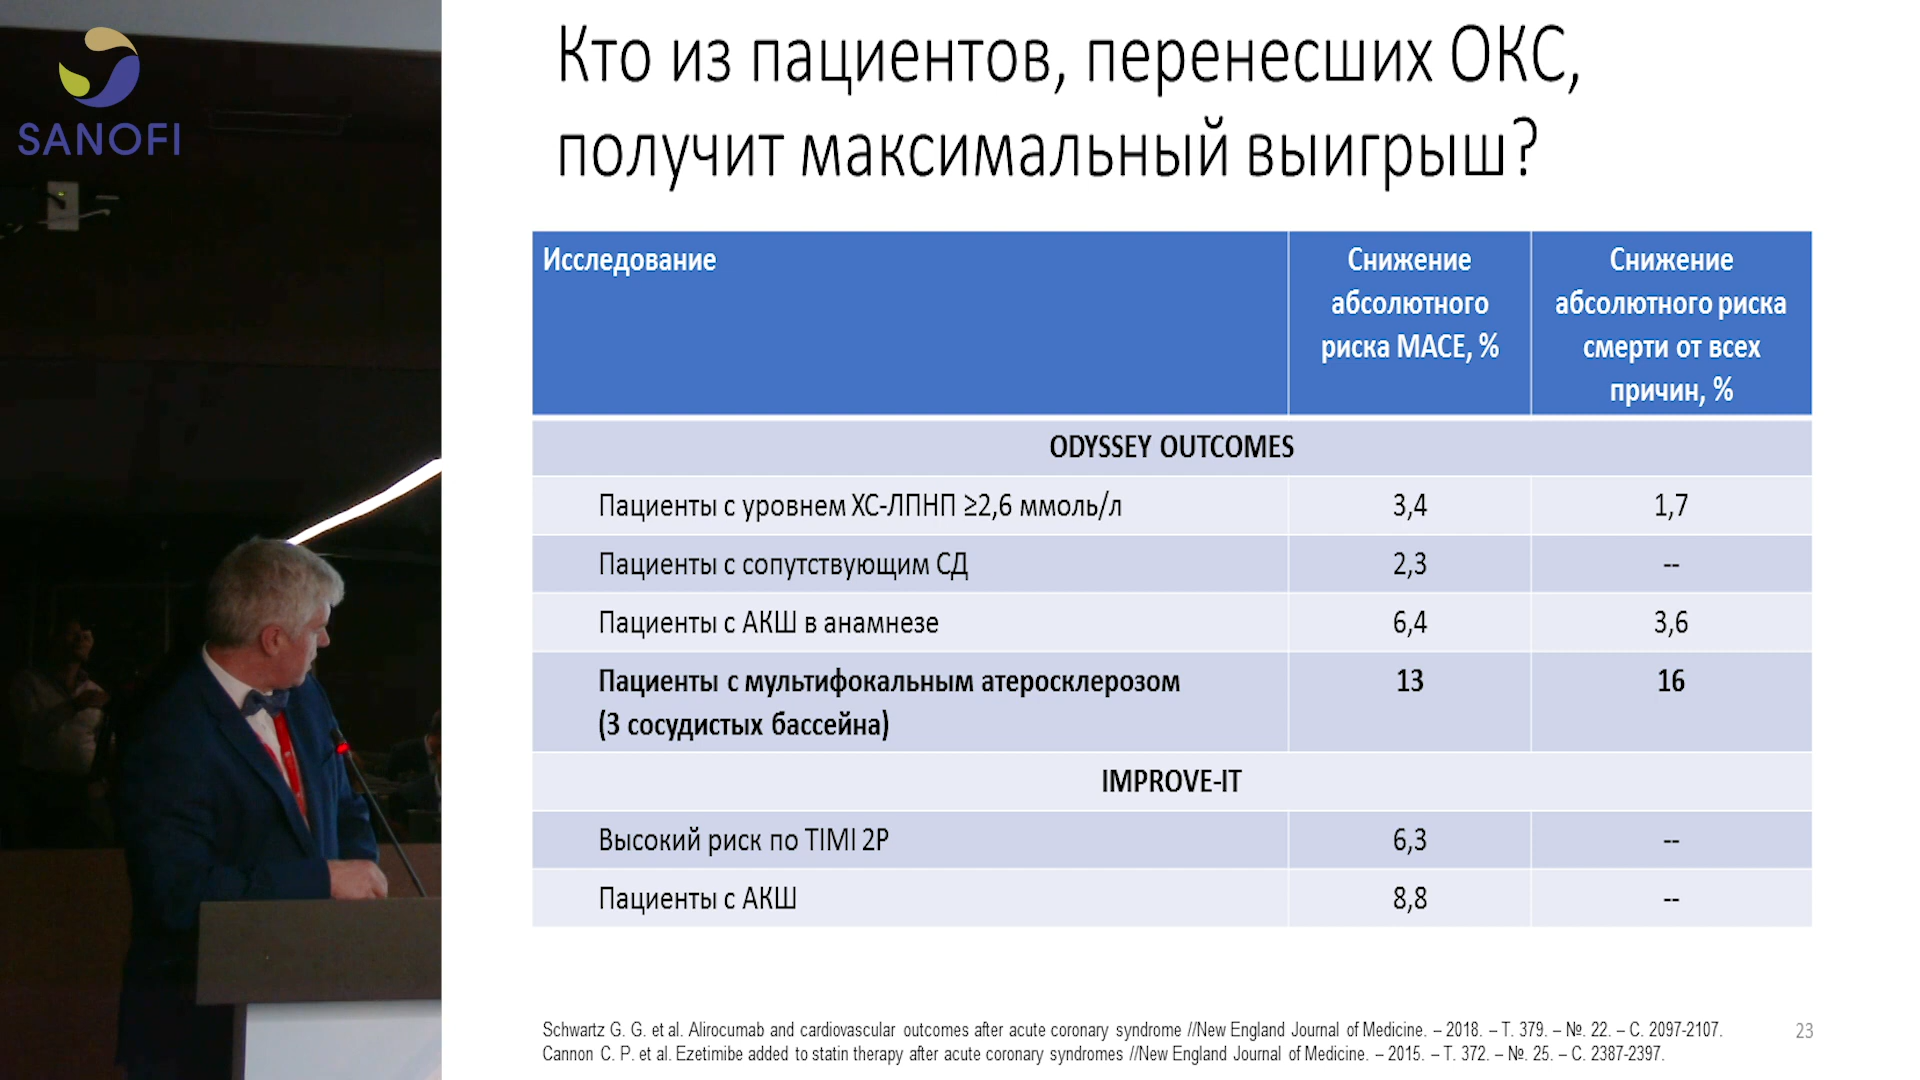 SANOFI
Кто из пациентов, перенесших ОКС,
получит максимальный выигрыш?
Исследование
Снижение
абсолютного
риска MACE, %
Снижение
абсолютного риска
смерти от всех
причин, %
ODYSSEY OUTCOMES
Пациенты с уровнем ХС-ЛПНП ≥2,6 ммоль/л 3,4 1,7
Пациенты с сопутствующим СД 2,3 --
Пациенты с АКШ в анамнезе 6,4 3,6
Пациенты с мультифокальным атеросклерозом 13 16
(3 сосудистых бассейна)
IMPROVE-IT
Высокий риск по TIMI 2P 6,3 --
Пациенты с АКШ 8,8 --
Schwartz G. G. et al. Alirocumab and cardiovascular outcomes after acute coronary syndrome //New England Journal of Medicine. – 2018. – Т. 379. – №. 22. – С. 2097-2107.
Cannon C. P. et al. Ezetimibe added to statin therapy after acute coronary syndromes //New England Journal of Medicine. – 2015. – Т. 372. – №. 25. – С. 2387-2397.
23